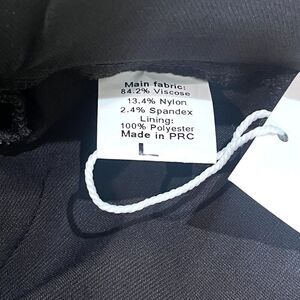 Main fabric:
84.2% Viscose
13.4% Nylon
2.4% Spandex
Lining:
100% Polyester
Made in PRC
L